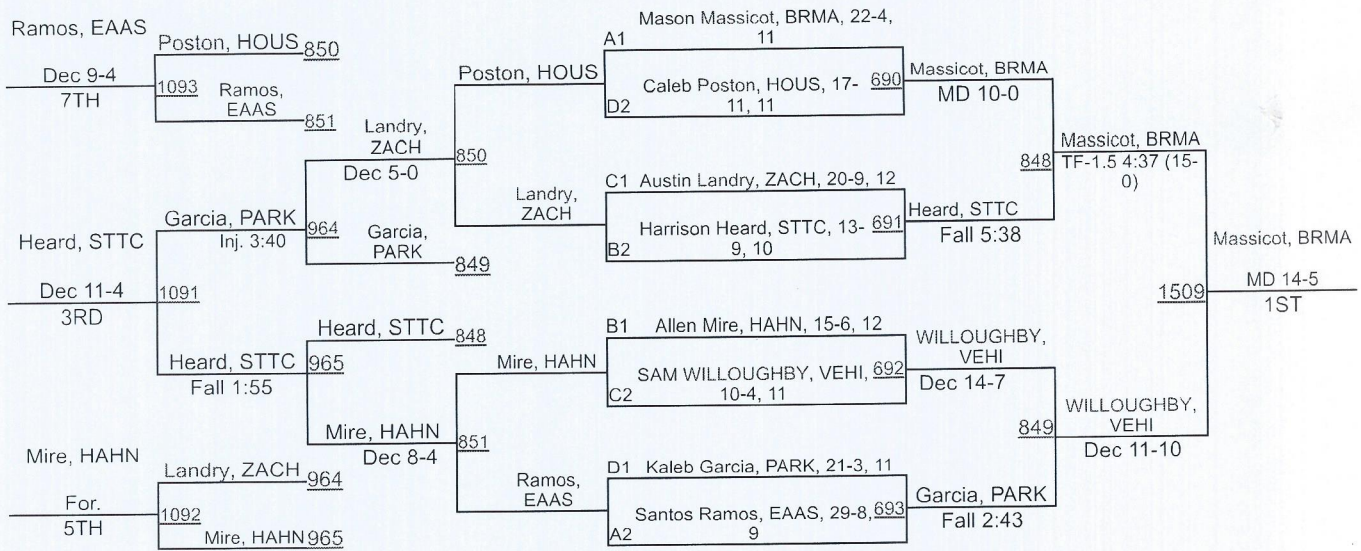 Ramos, EAAS
Dec 9-4
7TH
Poston, HOUS 850
1093
Ramos,
EAAS
851
Landry,
ZACH
Dec 5-0
Garcia, PARK
Inj. 3:40
964
Garcia,
PARK
849
Heard, STTC
Dec 11-4
3RD
1091
Heard, STTC
Fall 1:55
965
Heard, STTC 848
Mire, HAHN
Dec 8-4
Mire, HAHN
For.
5TH
Landry, ZACH 964
1092
Mire, HAHN 965
Poston, HOUS
850
Landry,
ZACH
Mire, HAHN
851
Ramos,
EAAS
Mason Massicot, BRMA, 22-4,
11
A1
Caleb Poston, HOUS, 17-
11, 11
D2
690
C1 Austin Landry, ZACH, 20-9, 12
Harrison Heard, STTC, 13-
9, 10
B2
691
B1 Allen Mire, HAHN, 15-6, 12
SAM WILLOUGHBY, VEHI,
10-4, 11
C2
692
D1 Kaleb Garcia, PARK, 21-3, 11
Santos Ramos, EAAS, 29-8,
9
A2
693
Massicot, BRMA
MD 10-0
848
Heard, STTC
Fall 5:38
WILLOUGHBY,
VEHI
Dec 14-7
849
Garcia, PARK
Fall 2:43
Massicot, BRMA
TF-1.5 4:37 (15-
0)
WILLOUGHBY,
VEHI
Dec 11-10
1509
Massicot, BRMA
MD 14-5
1ST